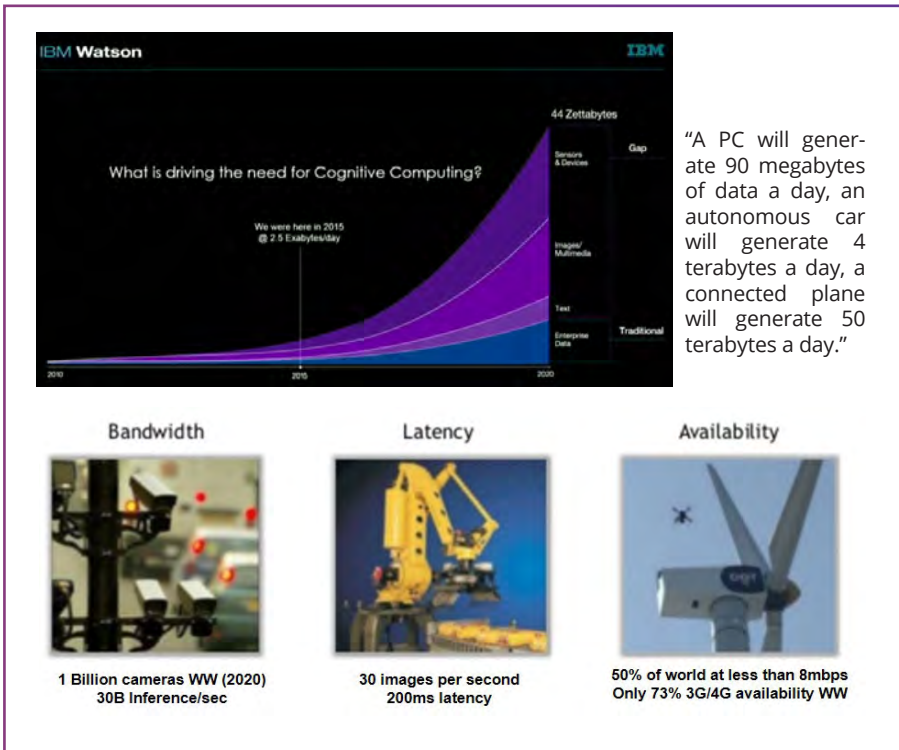 IBM Watson
IBM
44 Zettabytes
Sensors
& Devices
Gap
What is driving the need for Cognitive Computing?
We were here in 2015
@ 2.5 Exabytes/day
Images/
Multimedia
Text
Enterprise
Data
Traditional
2010
2015
2020
“A PC will gener-
ate 90 megabytes
of data a day, an
autonomous car
will generate 4
terabytes a day, a
connected plane
will generate 50
terabytes a day.”
Bandwidth
Latency
Availability
1 Billion cameras WW (2020)
30B Inference/sec
30 images per second
200ms latency
50% of world at less than 8mbps
Only 73% 3G/4G availability WW